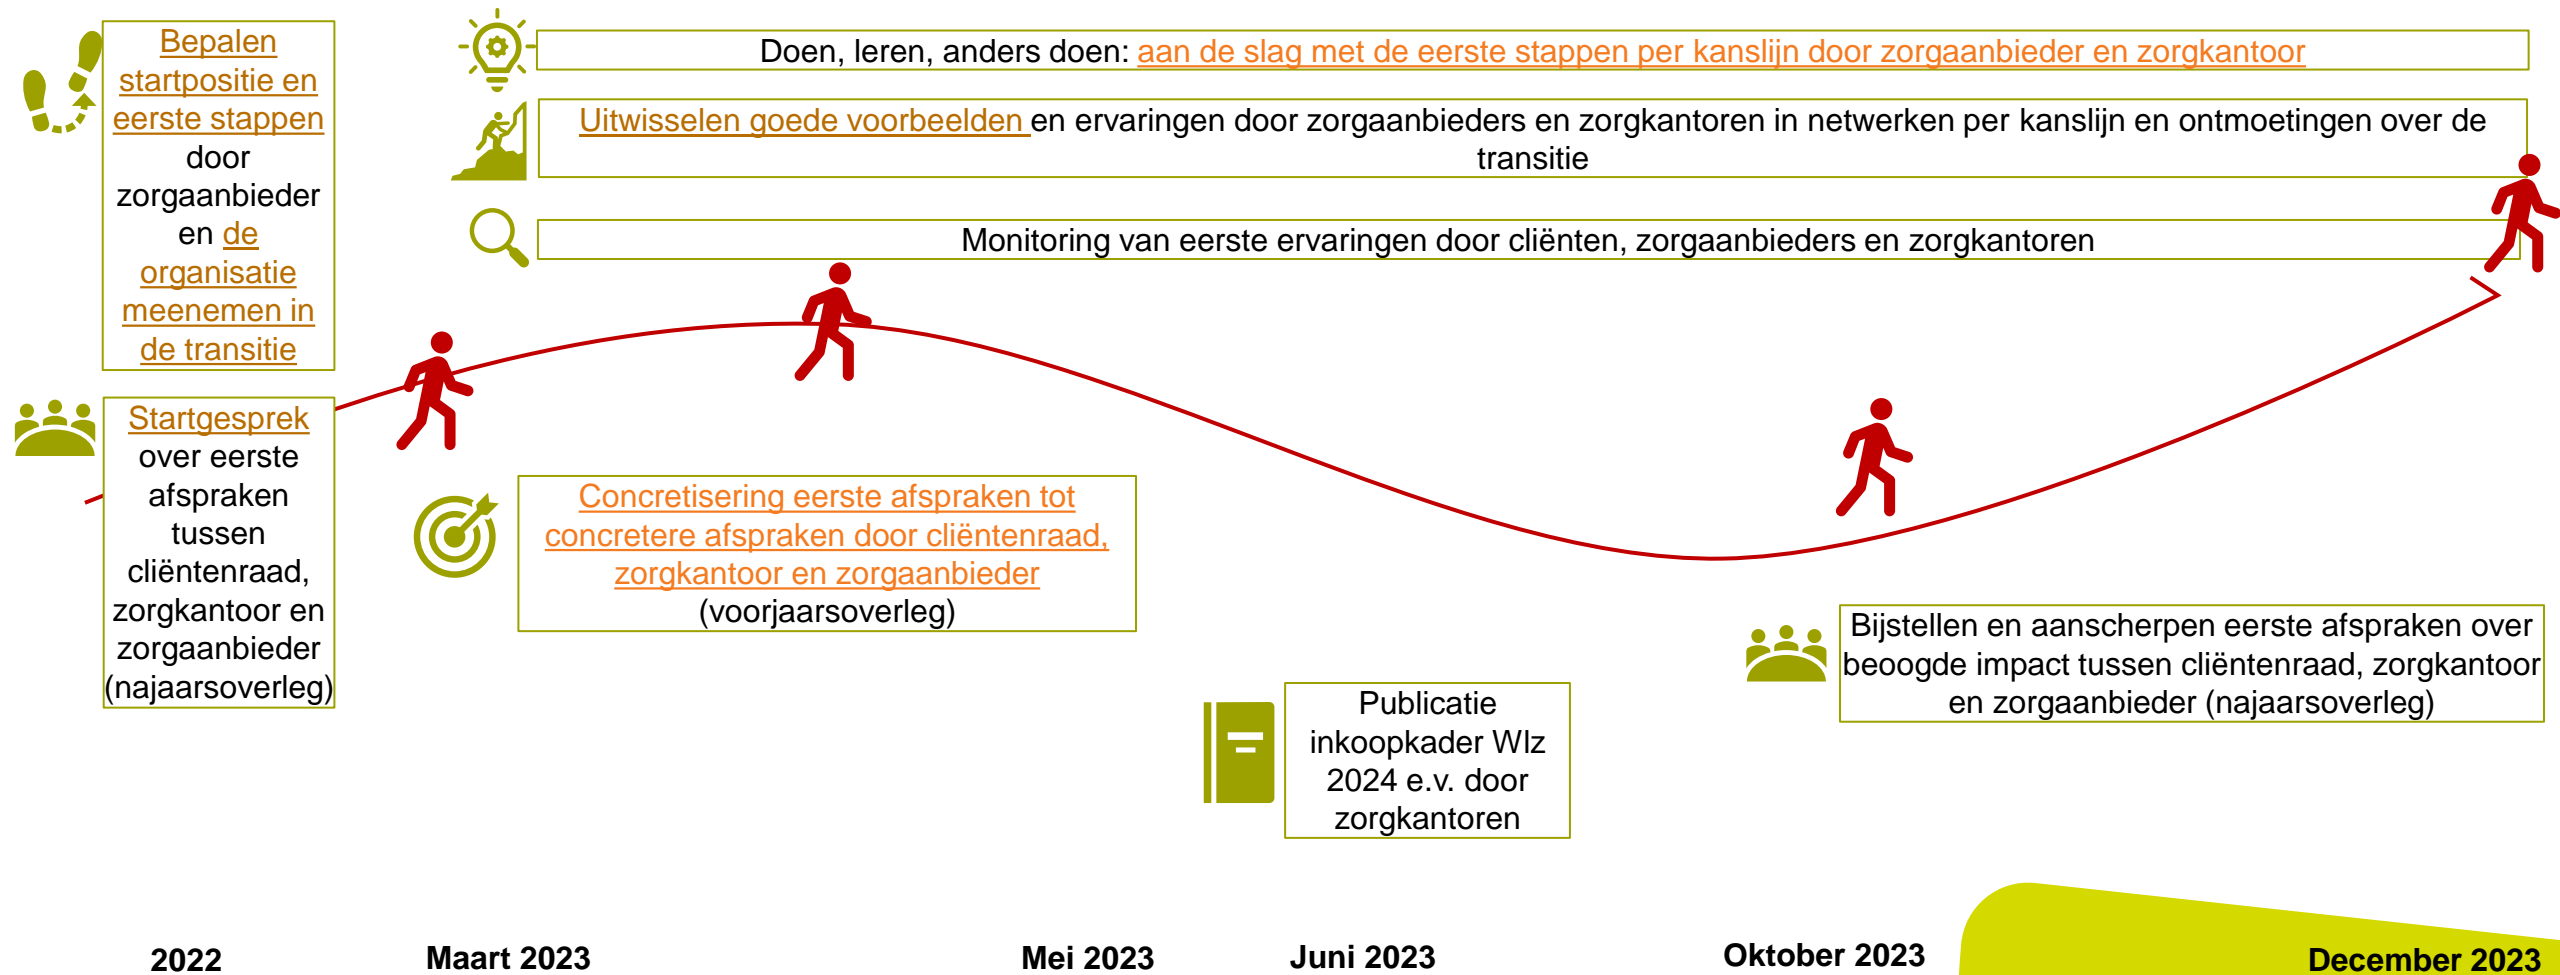 Bepalen
startpositie en
eerste stappen
door
zorgaanbieder
en de
organisatie
meenemen in
de transitie
Startgesprek
over eerste
afspraken
tussen
cliëntenraad,
zorgkantoor en
zorgaanbieder
(najaarsoverleg)
Doen, leren, anders doen: aan de slag met de eerste stappen per kanslijn door zorgaanbieder en zorgkantoor
Uitwisselen goede voorbeelden en ervaringen door zorgaanbieders en zorgkantoren in netwerken per kanslijn en ontmoetingen over de
transitie
Monitoring van eerste ervaringen door cliënten, zorgaanbieders en zorgkantoren
Concretisering eerste afspraken tot
concretere afspraken door cliëntenraad,
zorgkantoor en zorgaanbieder
(voorjaarsoverleg)
Publicatie
inkoopkader Wlz
2024 e.v. door
zorgkantoren
Bijstellen en aanscherpen eerste afspraken over
beoogde impact tussen cliëntenraad, zorgkantoor
en zorgaanbieder (najaarsoverleg)
2022
Maart 2023
Mei 2023
Juni 2023
Oktober 2023
December 2023